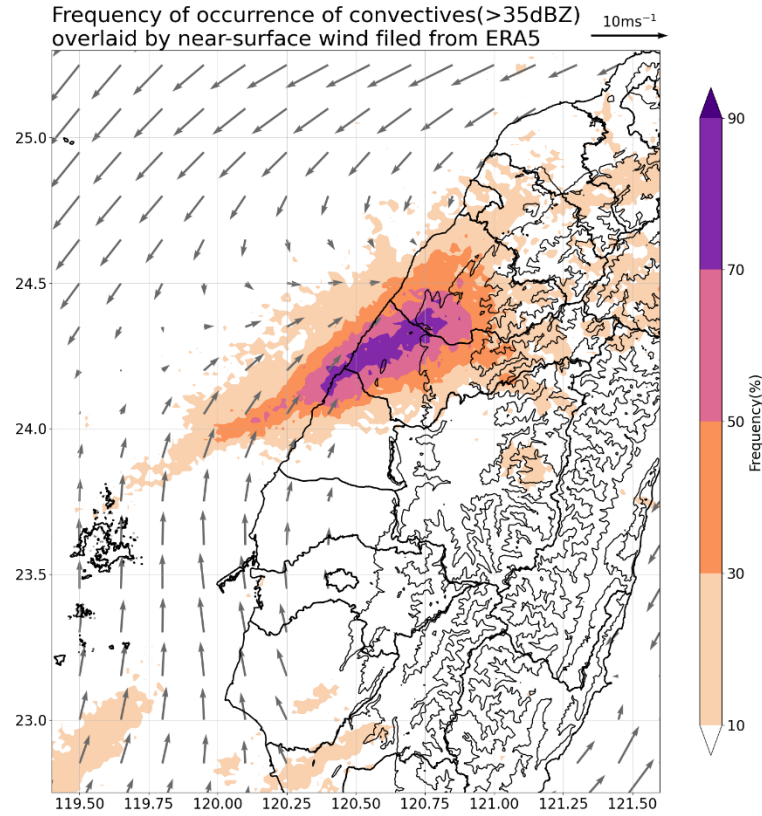 Frequency of occurrence of convectives(>35dBZ)
overlaid by near-surface wind filed from ERA5
10ms⁻¹
25.0
24.5
24.0
23.5
23.0
119.50 119.75 120.00 120.25 120.50 120.75 121.00 121.25 121.50
90
70
50
30
10
Frequency(%)